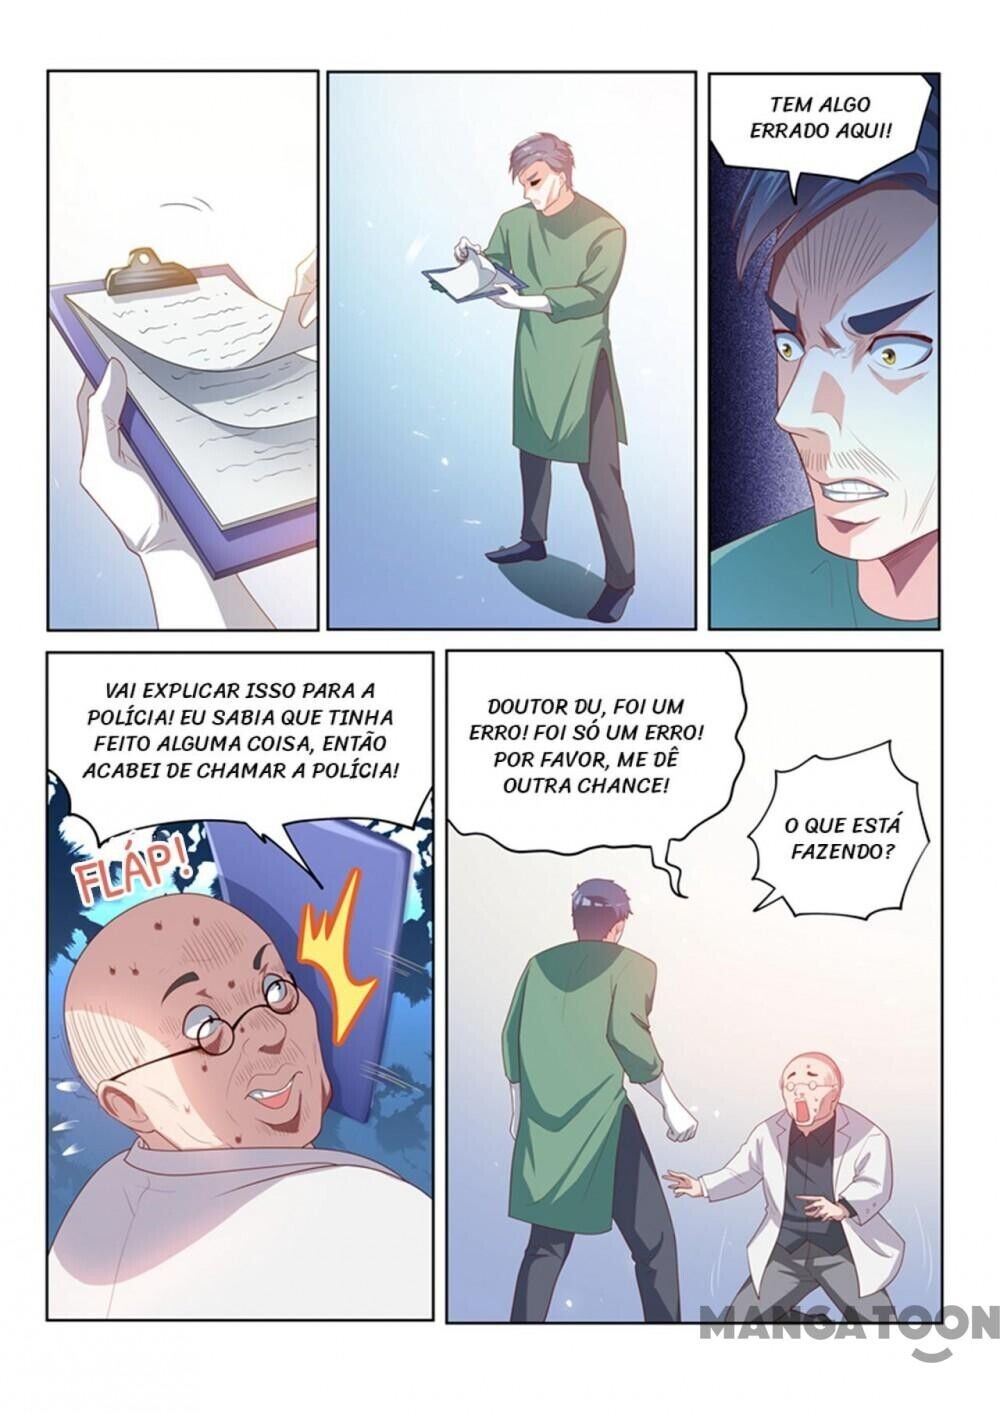 TEM ALGO
ERRADO AQUI!
VAI EXPLICAR ISSO PARA A
POLÍCIA! EU SABIA QUE TINHA
FEITO ALGUMA COISA, ENTÃO
ACABEI DE CHAMAR A POLÍCIA!
FLÁP!
DOUTOR DU, FOI UM
ERRO! FOI SÓ UM ERRO!
POR FAVOR, ME DÊ
OUTRA CHANCE!
O QUE ESTÁ
FAZENDO?
MANGATOON